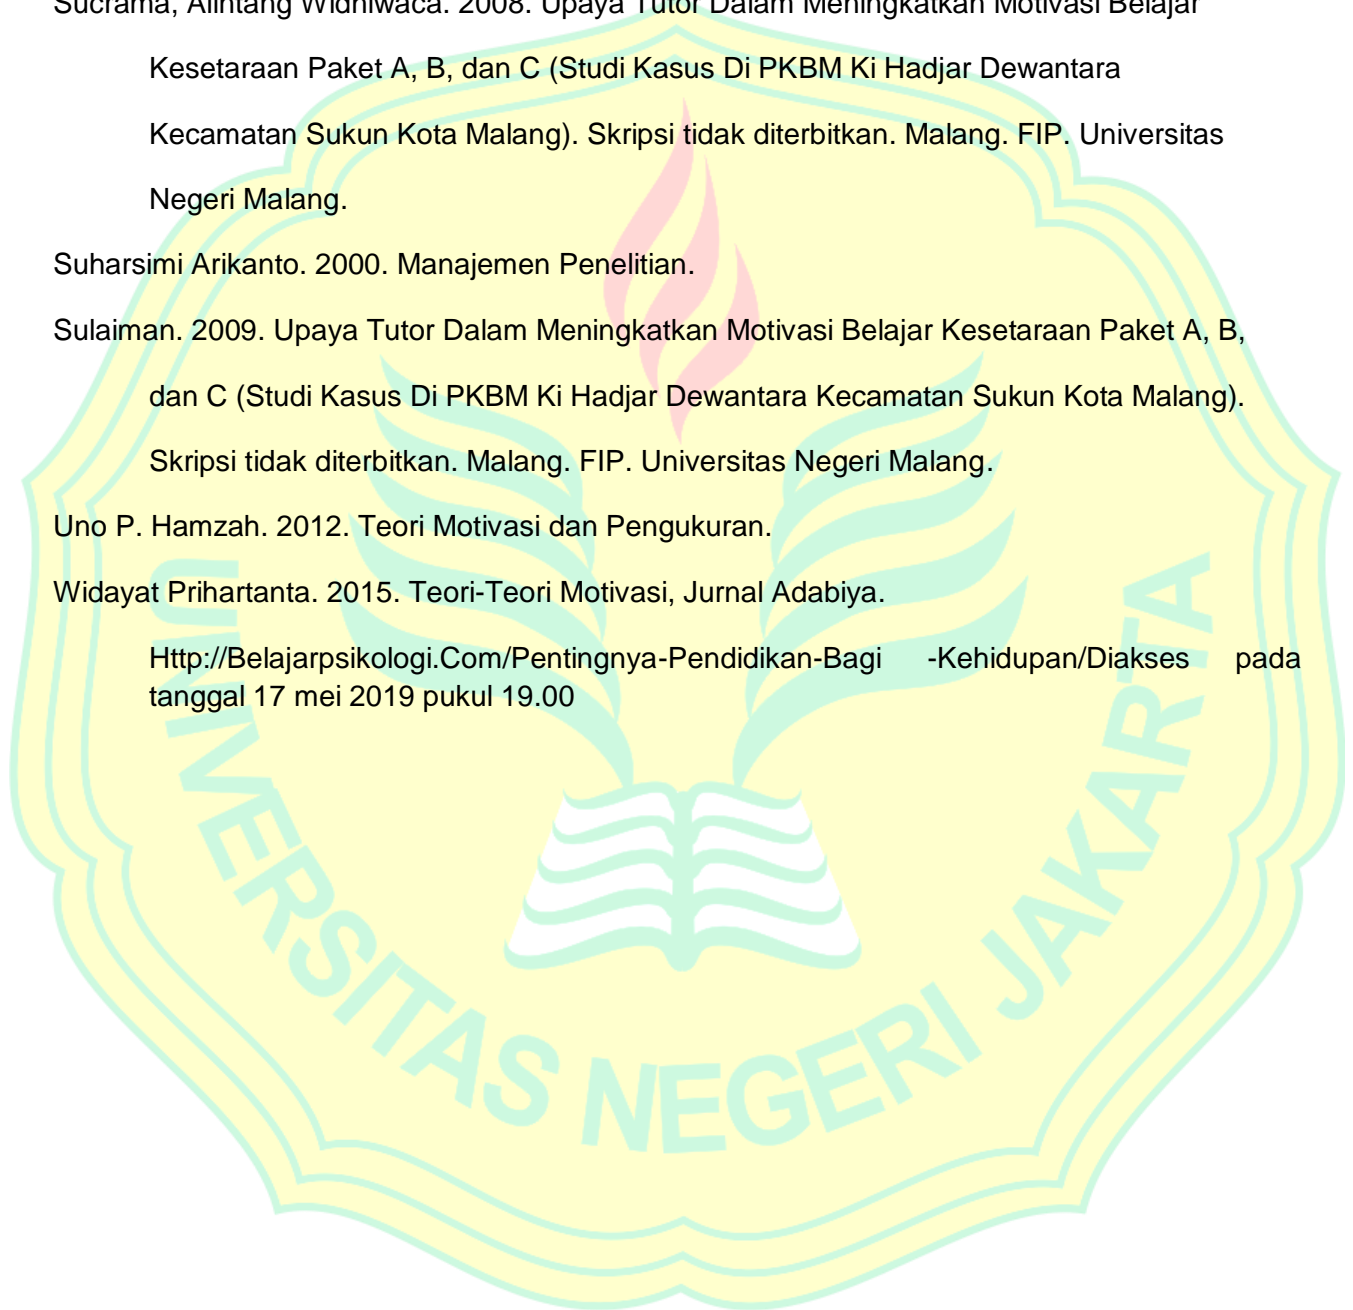 Sucrama, Alintang Widhiwaca. 2008. Upaya Tutor Dalam Meningkatkan Motivasi Belajar
Kesetaraan Paket A, B, dan C (Studi Kasus Di PKBM Ki Hadjar Dewantara
Kecamatan Sukun Kota Malang). Skripsi tidak diterbitkan. Malang. FIP. Universitas
Negeri Malang.
Suharsimi Arikanto. 2000. Manajemen Penelitian.
Sulaiman. 2009. Upaya Tutor Dalam Meningkatkan Motivasi Belajar Kesetaraan Paket A, B,
dan C (Studi Kasus Di PKBM Ki Hadjar Dewantara Kecamatan Sukun Kota Malang).
Skripsi tidak diterbitkan. Malang. FIP. Universitas Negeri Malang.
Uno P. Hamzah. 2012. Teori Motivasi dan Pengukuran.
Widayat Prihartanta. 2015. Teori-Teori Motivasi, Jurnal Adabiya.
Http://Belajarpsikologi.Com/Pentingnya-Pendidikan-Bagi -Kehidupan/Diakses pada
tanggal 17 mei 2019 pukul 19.00
UNIVERSITAS NEGERI JAKARTA